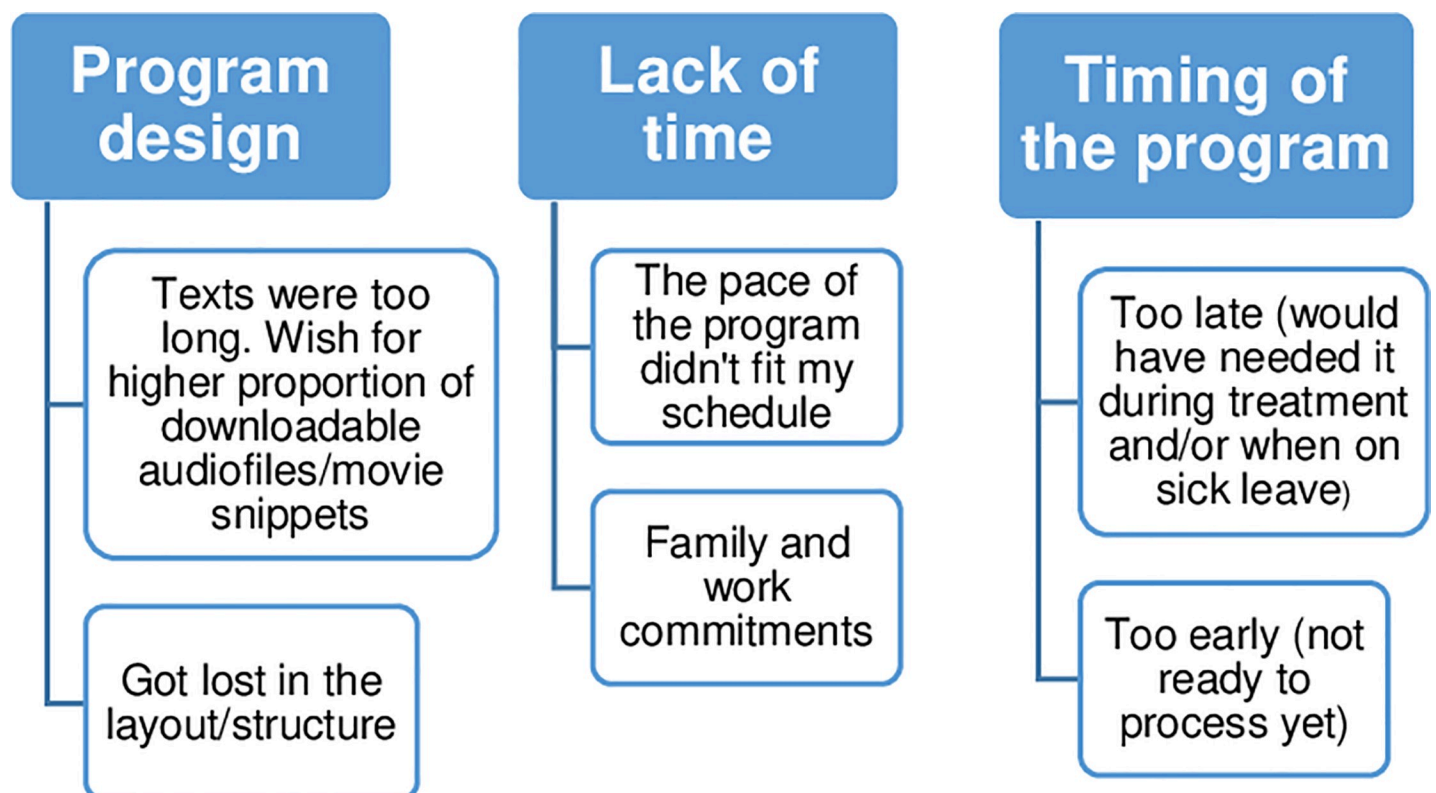 Program
design
Texts were too
long. Wish for
higher proportion of
downloadable
audiofiles/movie
snippets
Got lost in the
layout/structure
Lack of
time
The pace of
the program
didn't fit my
schedule
Family and
work
commitments
Timing of
the program
Too late (would
have needed it
during treatment
and/or when on
sick leave)
Too early (not
ready to
process yet)